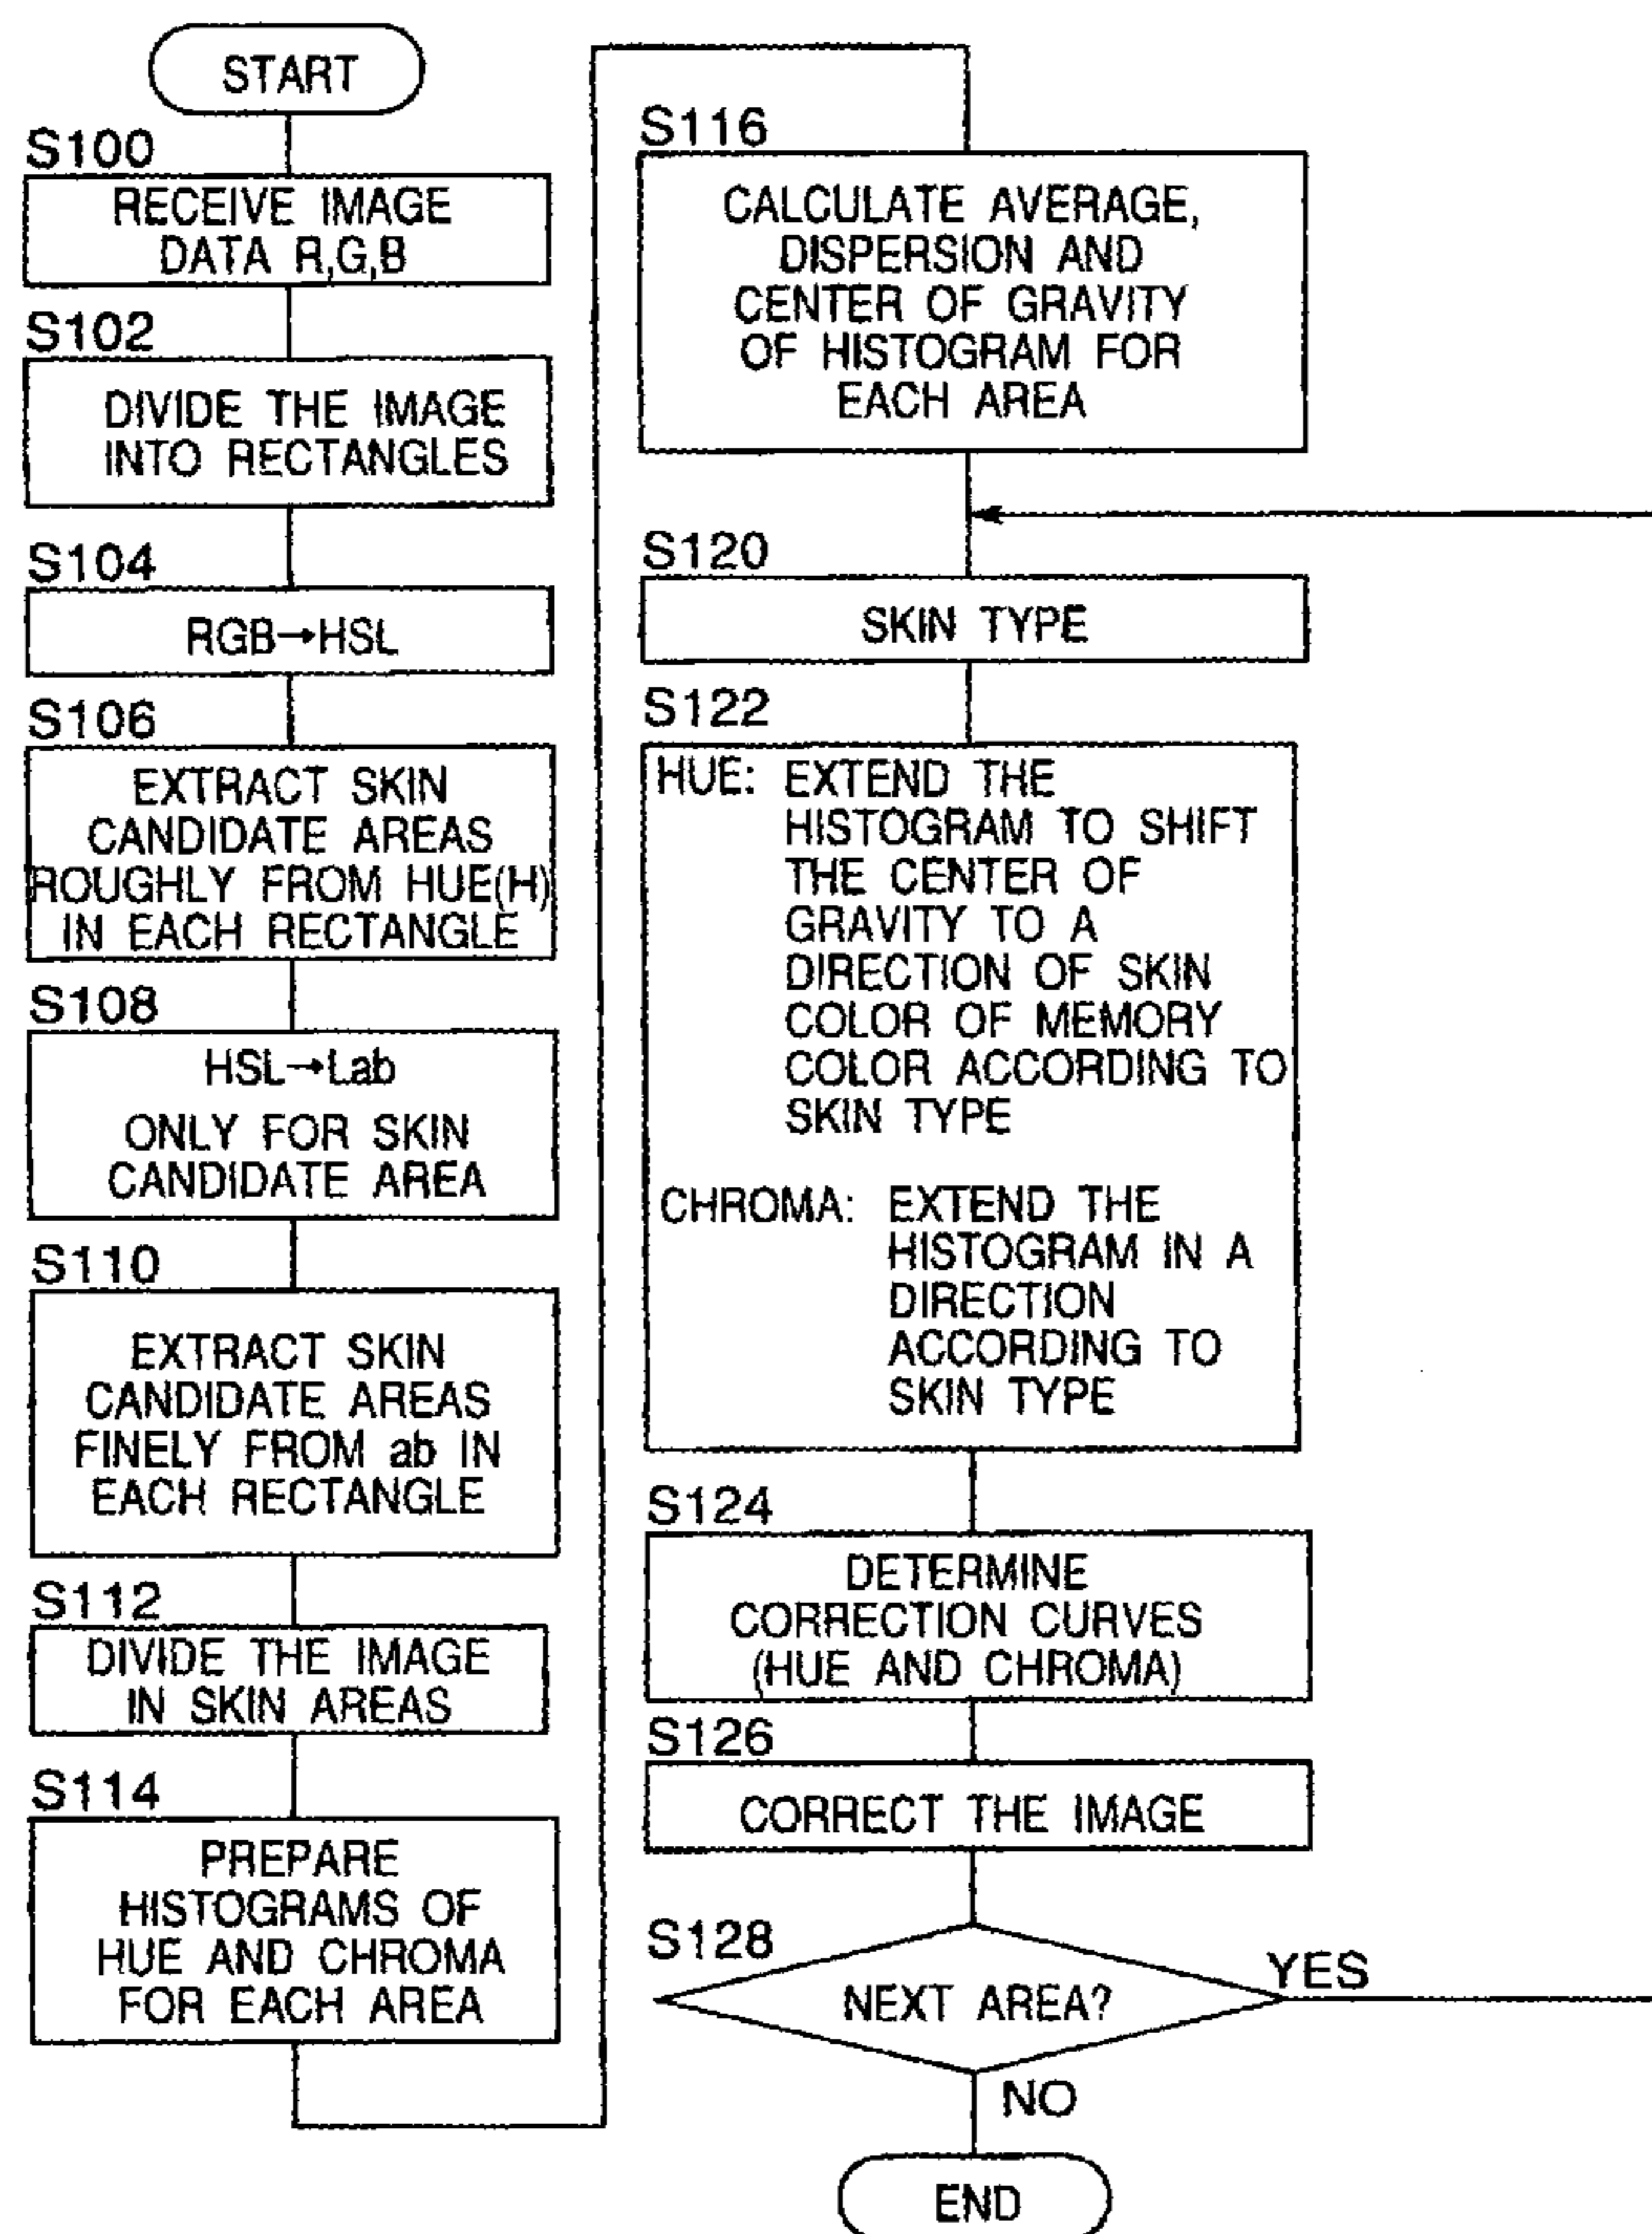 START
S100
RECEIVE IMAGE
DATA R,G,B
S102
DIVIDE THE IMAGE
INTO RECTANGLES
S104
RGB→HSL
S106
EXTRACT SKIN
CANDIDATE AREAS
ROUGHLY FROM HUE(H)
IN EACH RECTANGLE
S108
HSL→Lab
ONLY FOR SKIN
CANDIDATE AREA
S110
EXTRACT SKIN
CANDIDATE AREAS
FINELY FROM ab IN
EACH RECTANGLE
S112
DIVIDE THE IMAGE
IN SKIN AREAS
S114
PREPARE
HISTOGRAMS OF
HUE AND CHROMA
FOR EACH AREA
S116
CALCULATE AVERAGE,
DISPERSION AND
CENTER OF GRAVITY
OF HISTOGRAM FOR
EACH AREA
S120
SKIN TYPE
S122
HUE: EXTEND THE
HISTOGRAM TO SHIFT
THE CENTER OF
GRAVITY TO A
DIRECTION OF SKIN
COLOR OF MEMORY
COLOR ACCORDING TO
SKIN TYPE
CHROMA: EXTEND THE
HISTOGRAM IN A
DIRECTION
ACCORDING TO
SKIN TYPE
S124
DETERMINE
CORRECTION CURVES
(HUE AND CHROMA)
S126
CORRECT THE IMAGE
S128
NEXT AREA?
YES
NO
END